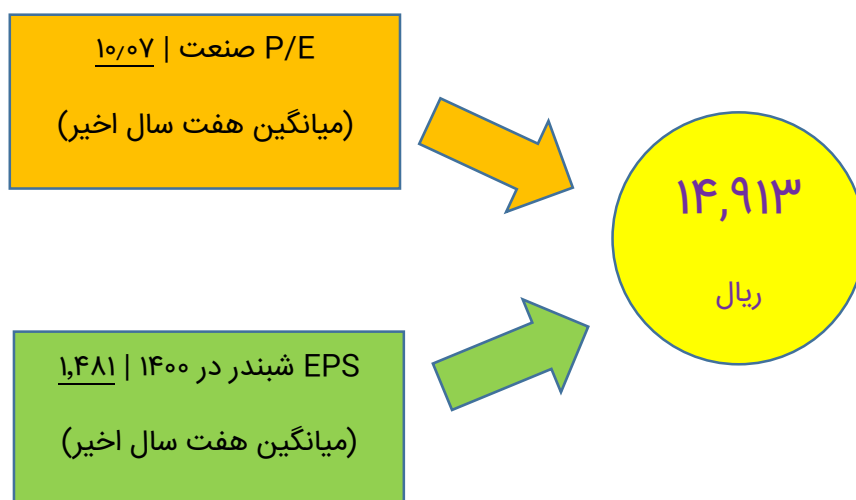 P/E صنعت | ۱۰٫۰۷
(میانگین هفت سال اخیر)
۱۴,۹۱۳
ریال
EPS شبندر در ۱۴۰۰ | ۱,۴۸۱
(میانگین هفت سال اخیر)